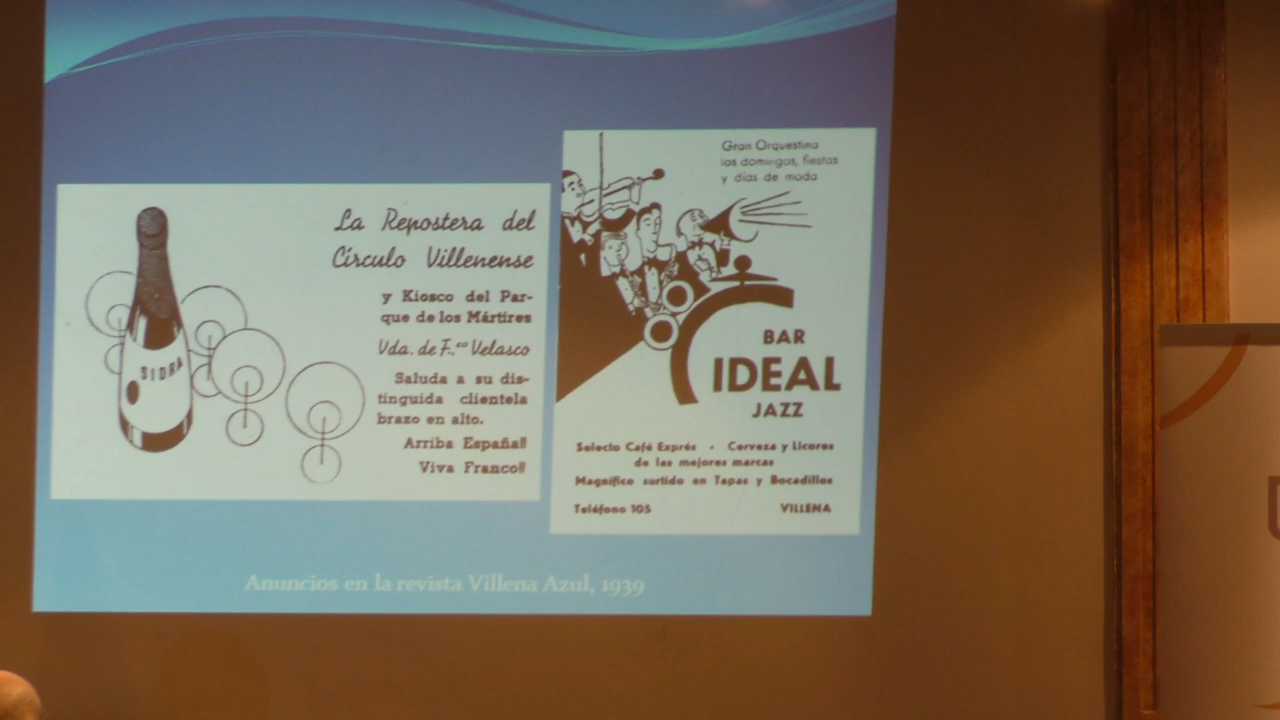 La Repostera del
Círculo Villenense
y Kiosco del Par-
que de los Mártires
Vda. de F.co Velasco
Saluda a su dis-
tinguida clientela
brazo en alto.
Arriba España!!
Viva Franco!!
SIDRA
Gran Orquestina
los domingos, fiestas
y días de moda
BAR
IDEAL
JAZZ
Selecto Café Exprés - Cerveza y Licores
de las mejores marcas
Magnífico surtido en Tapas y Bocadillos
Teléfono 105 VILLENA
Anuncios en la revista Villena Azul, 1939